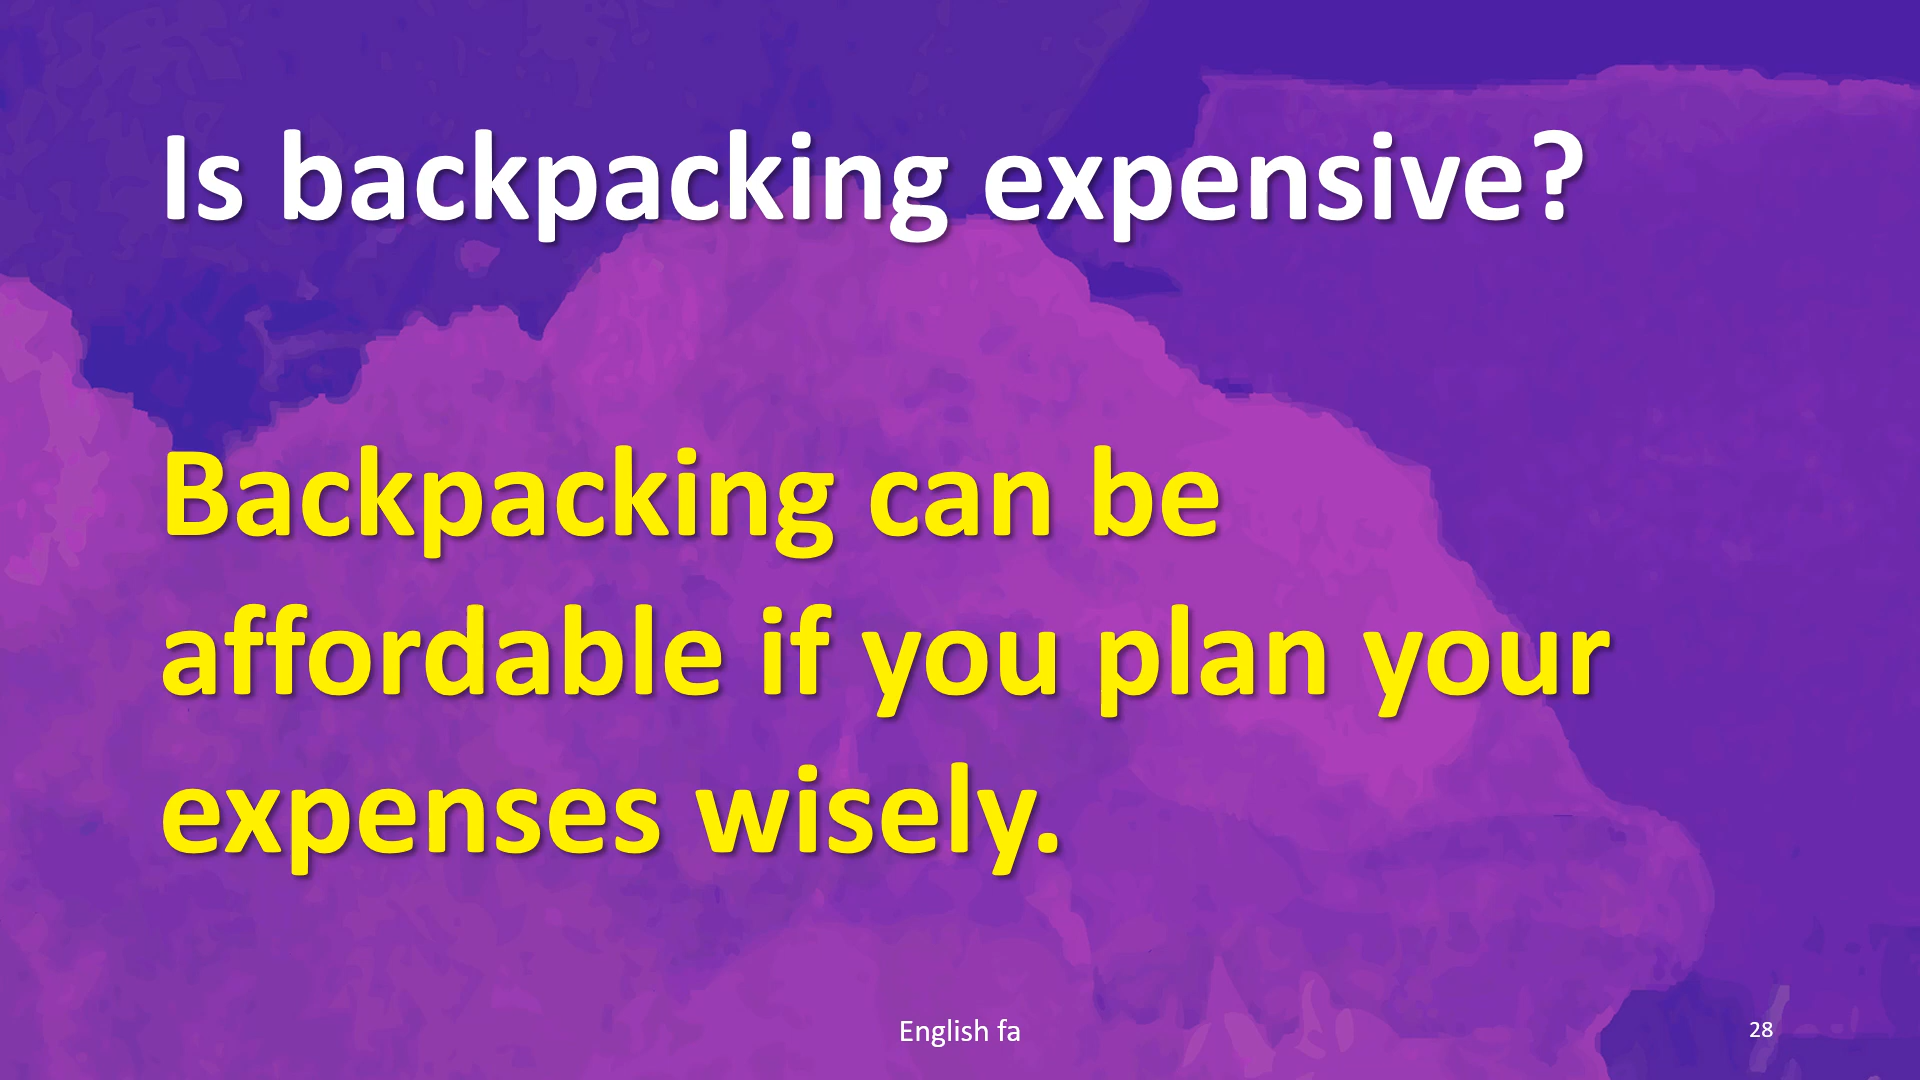 Is backpacking expensive?
Backpacking can be
affordable if you plan your
expenses wisely.
English fa
28